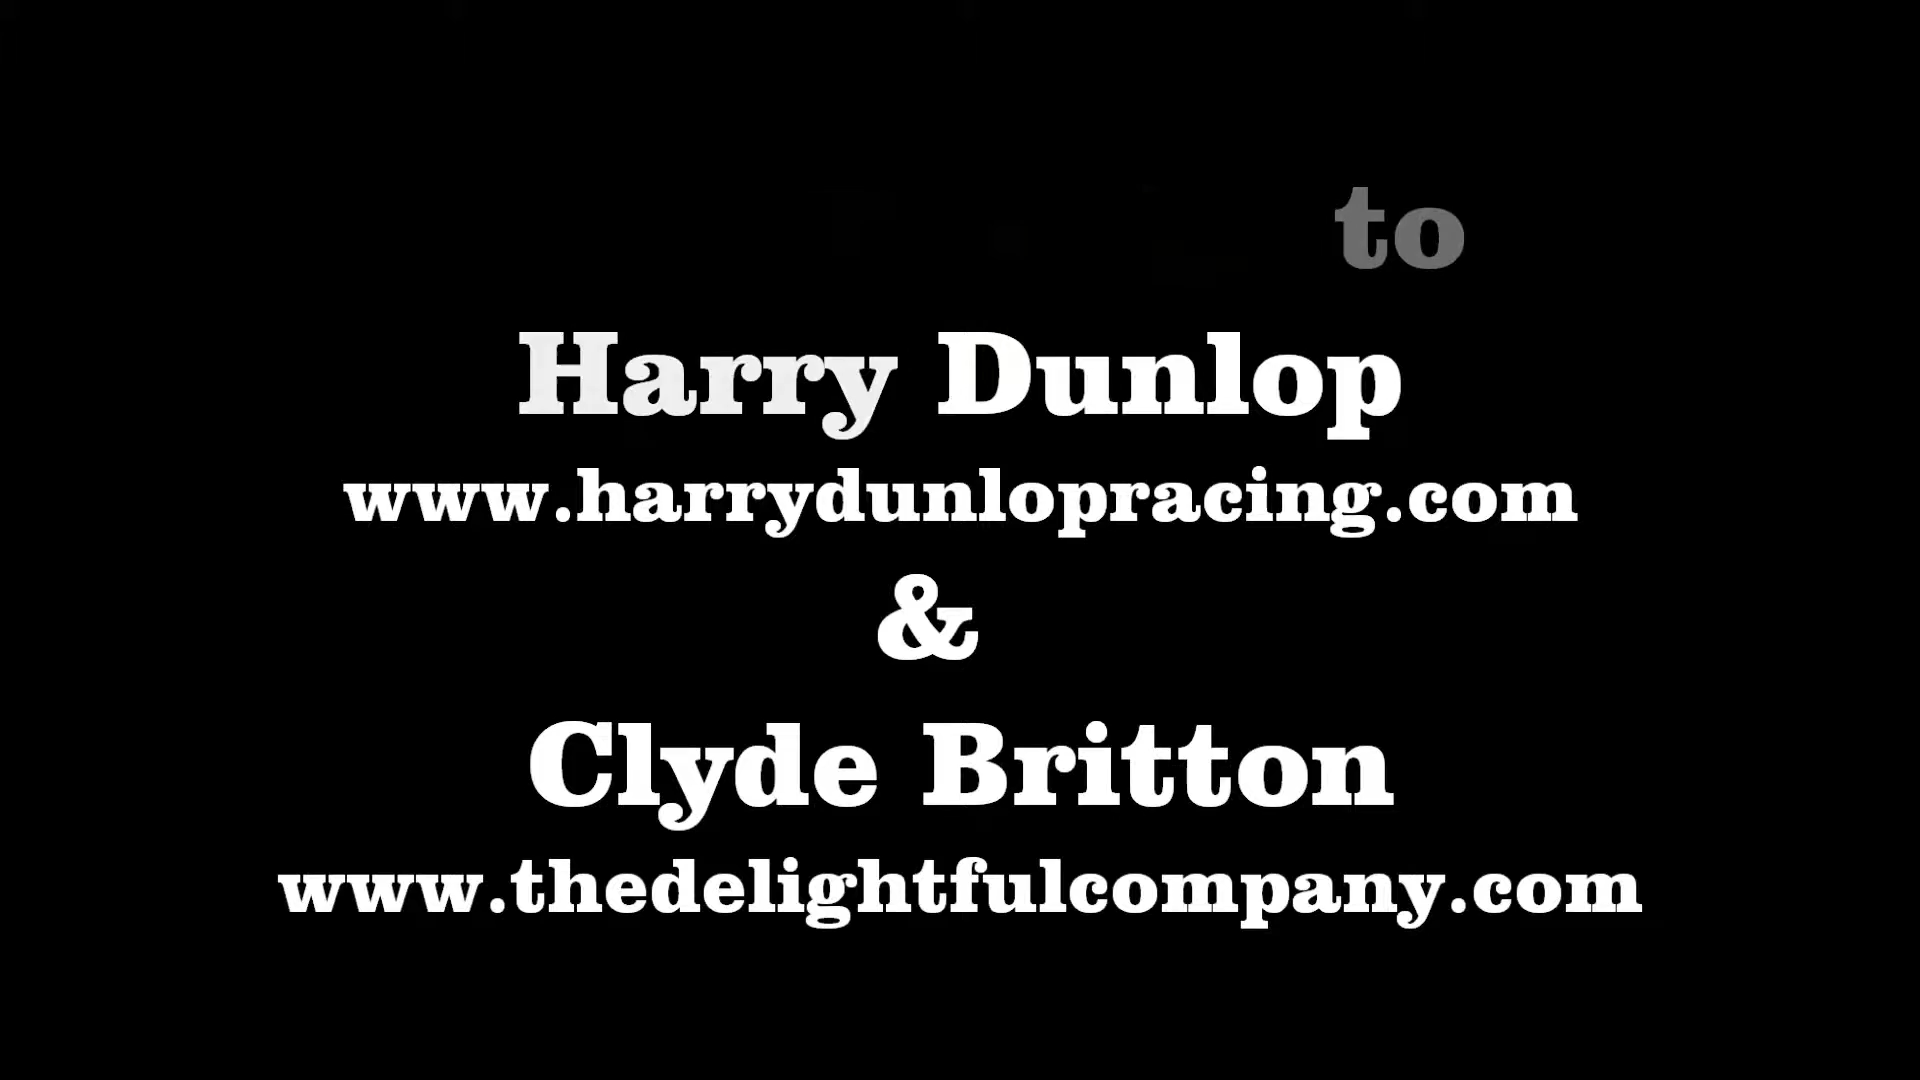 to
Harry Dunlop
www.harrydunlopracing.com
&
Clyde Britton
www.thedelightfulcompany.com